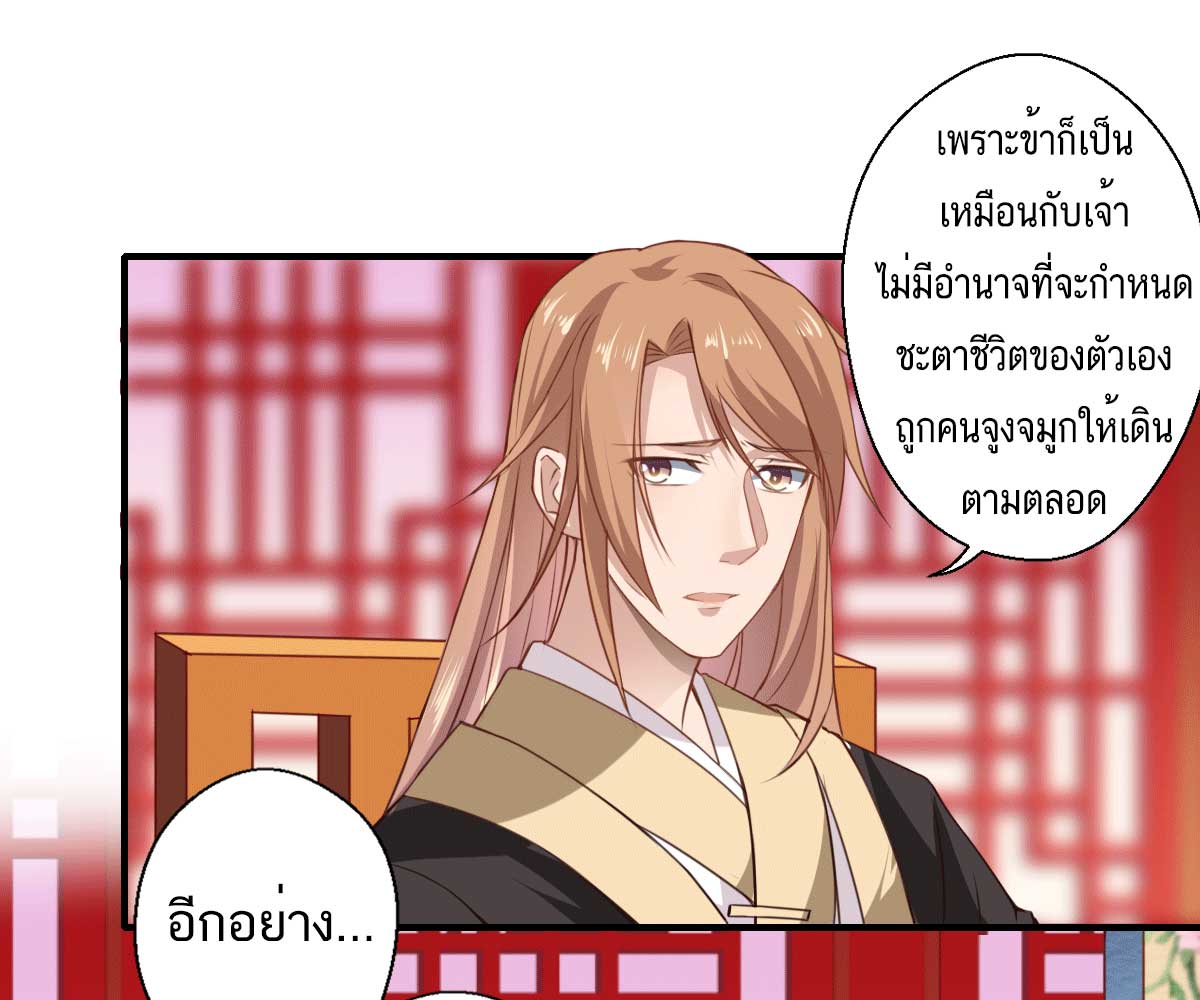 เพราะข้าก็เป็น
เหมือนกับเจ้า
ไม่มีอำนาจที่จะกำหนด
ชะตาชีวิตของตัวเอง
ถูกคนจูงจมูกให้เดิน
ตามตลอด
อีกอย่าง...